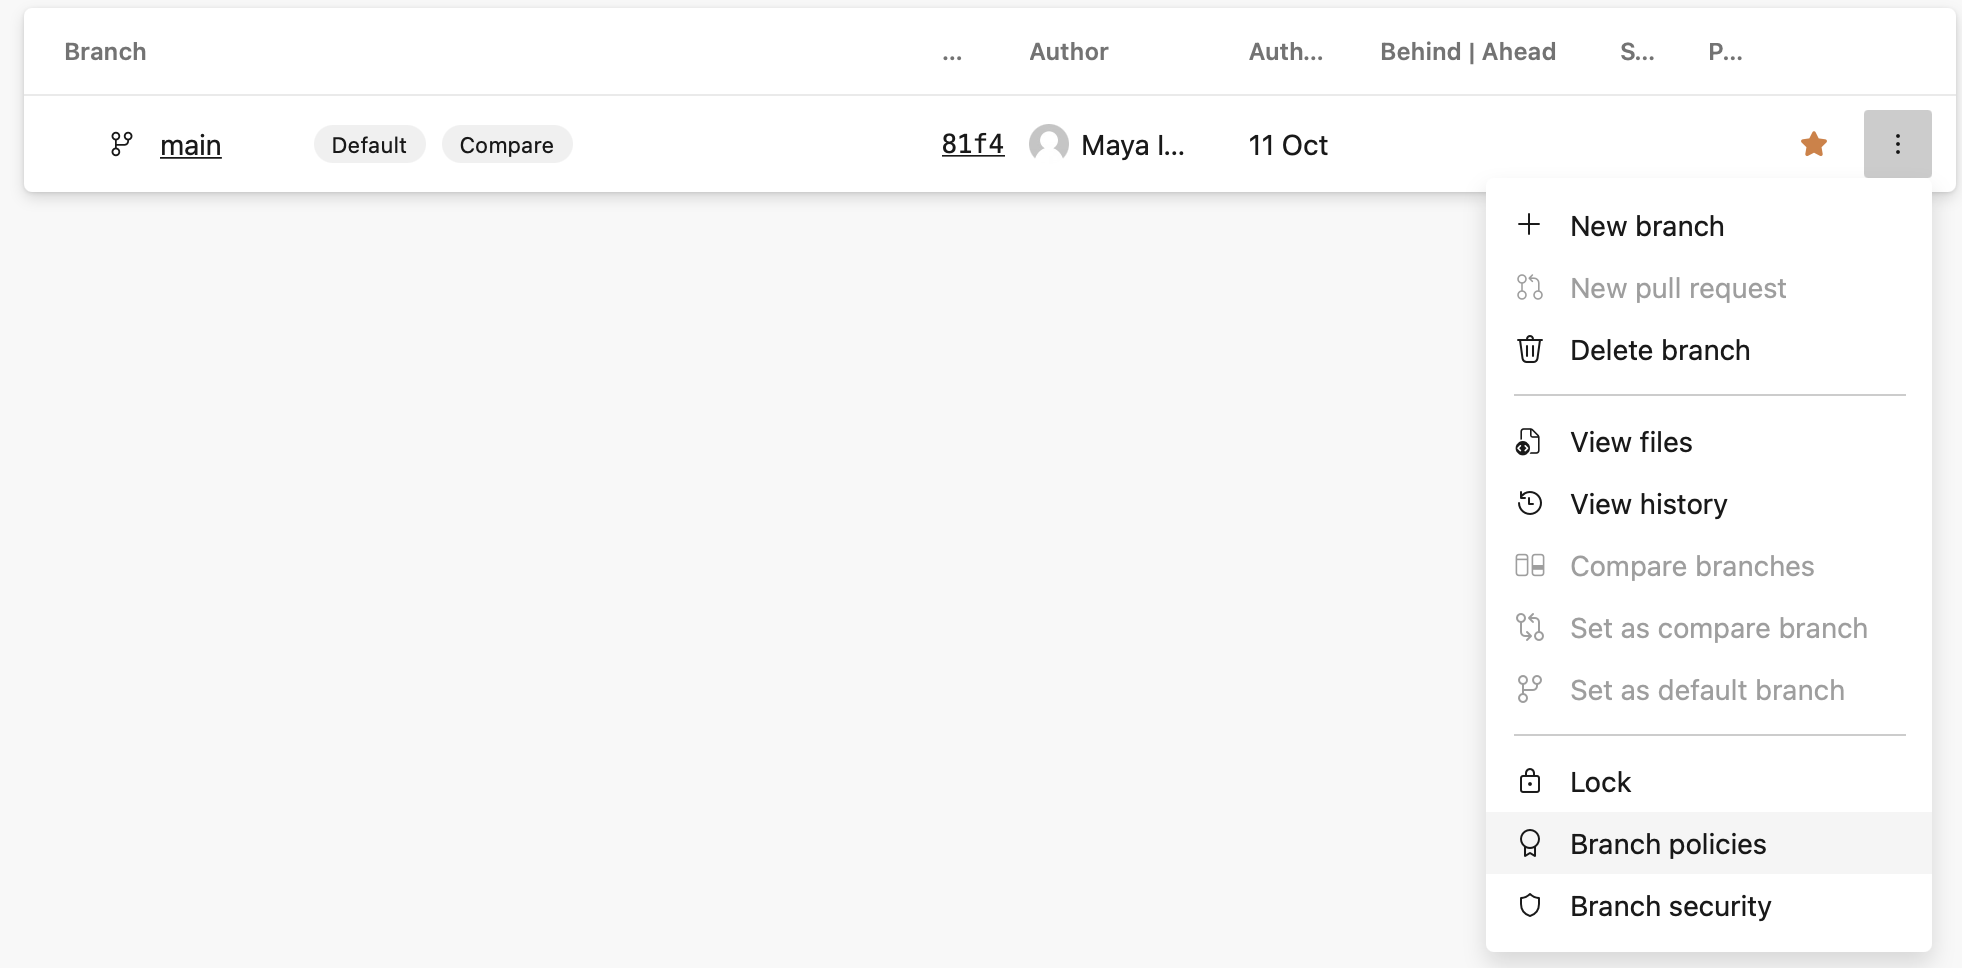 Branch ... Author Auth... Behind | Ahead S... P...
main Default Compare 81f4 Maya I... 11 Oct
New branch
New pull request
Delete branch
View files
View history
Compare branches
Set as compare branch
Set as default branch
Lock
Branch policies
Branch security